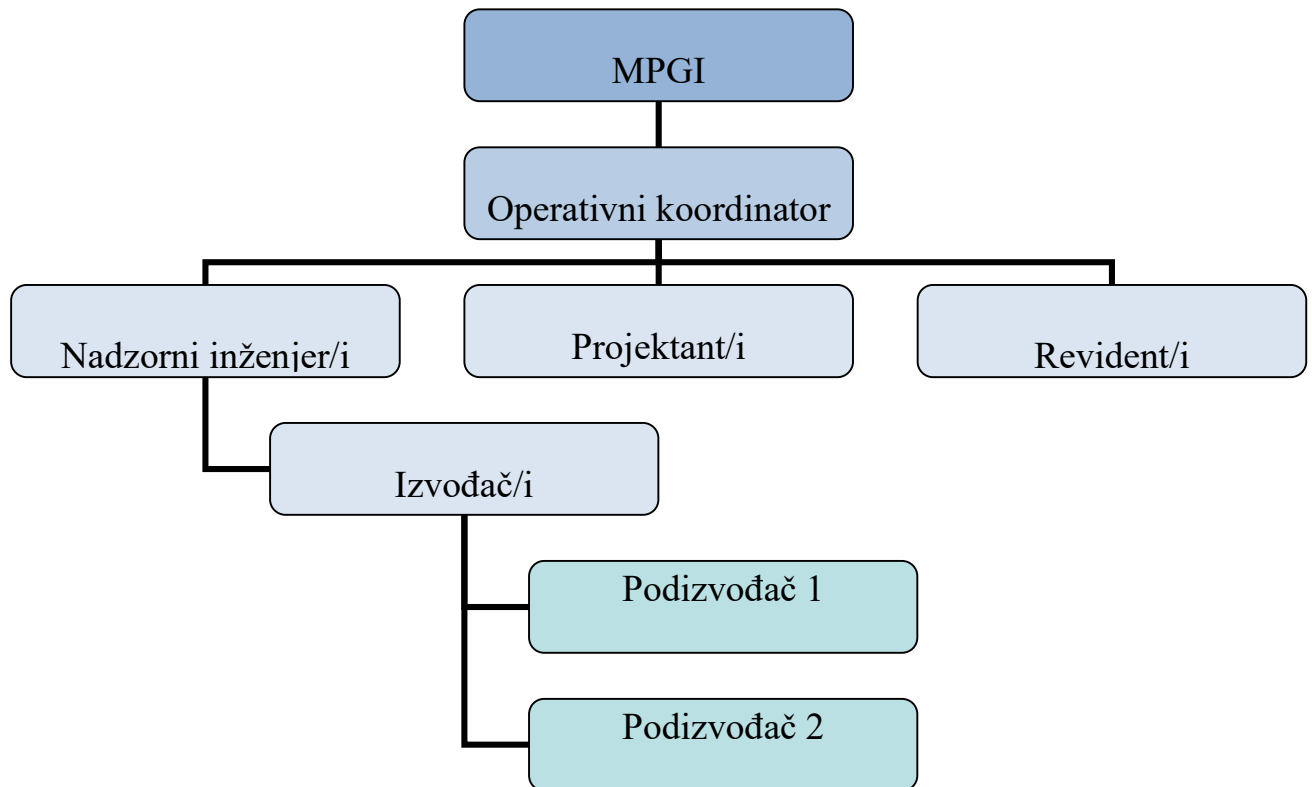 MPGI
Operativni koordinator
Nadzorni inženjer/i
Projektant/i
Revident/i
Izvođač/i
Podizvođač 1
Podizvođač 2